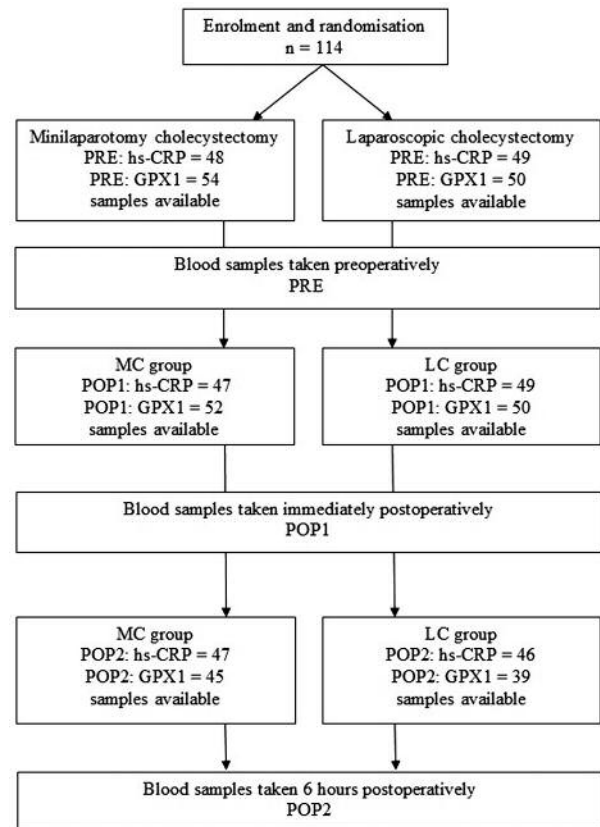 Enrolment and randomisation
n = 114
Minilaparotomy cholecystectomy
PRE: hs-CRP = 48
PRE: GPX1 = 54
samples available
Laparoscopic cholecystectomy
PRE: hs-CRP = 49
PRE: GPX1 = 50
samples available
Blood samples taken preoperatively
PRE
MC group
POP1: hs-CRP = 47
POP1: GPX1 = 52
samples available
LC group
POP1: hs-CRP = 49
POP1: GPX1 = 50
samples available
Blood samples taken immediately postoperatively
POP1
MC group
POP2: hs-CRP = 47
POP2: GPX1 = 45
samples available
LC group
POP2: hs-CRP = 46
POP2: GPX1 = 39
samples available
Blood samples taken 6 hours postoperatively
POP2